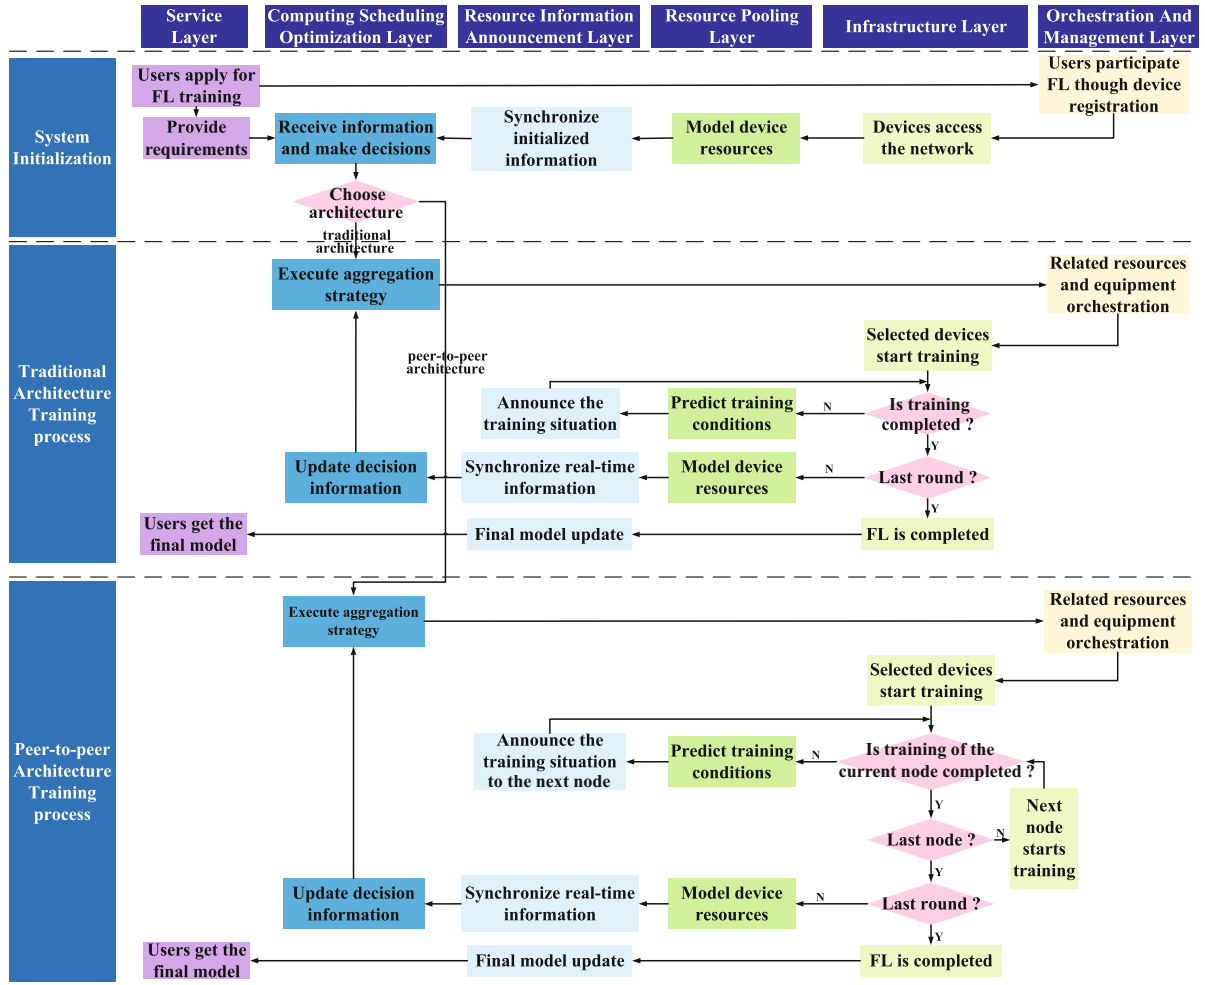 Service
Layer
Computing Scheduling
Optimization Layer
Resource Information
Announcement Layer
Resource Pooling
Layer
Infrastructure Layer
Orchestration And
Management Layer
System
Initialization
Users apply for
FL training
Users participate
FL though device
registration
Provide
requirements
Receive information
and make decisions
Synchronize
initialized
information
Model device
resources
Devices access
the network
Choose
architecture
traditional
architecture
Traditional
Architecture
Training
process
Execute aggregation
strategy
Related resources
and equipment
orchestration
Selected devices
start training
peer-to-peer
architecture
Announce the
training situation
Predict training
conditions
N
Is training
completed ?
Y
Update decision
information
Synchronize real-time
information
Model device
resources
N
Last round ?
Y
Users get the
final model
Final model update
FL is completed
Peer-to-peer
Architecture
Training
process
Execute aggregation
strategy
Related resources
and equipment
orchestration
Selected devices
start training
Announce the
training situation
to the next node
Predict training
conditions
N
Is training of the
current node completed ?
Y
Last node ?
N
Next
node
starts
training
Y
Update decision
information
Synchronize real-time
information
Model device
resources
N
Last round ?
Y
Users get the
final model
Final model update
FL is completed